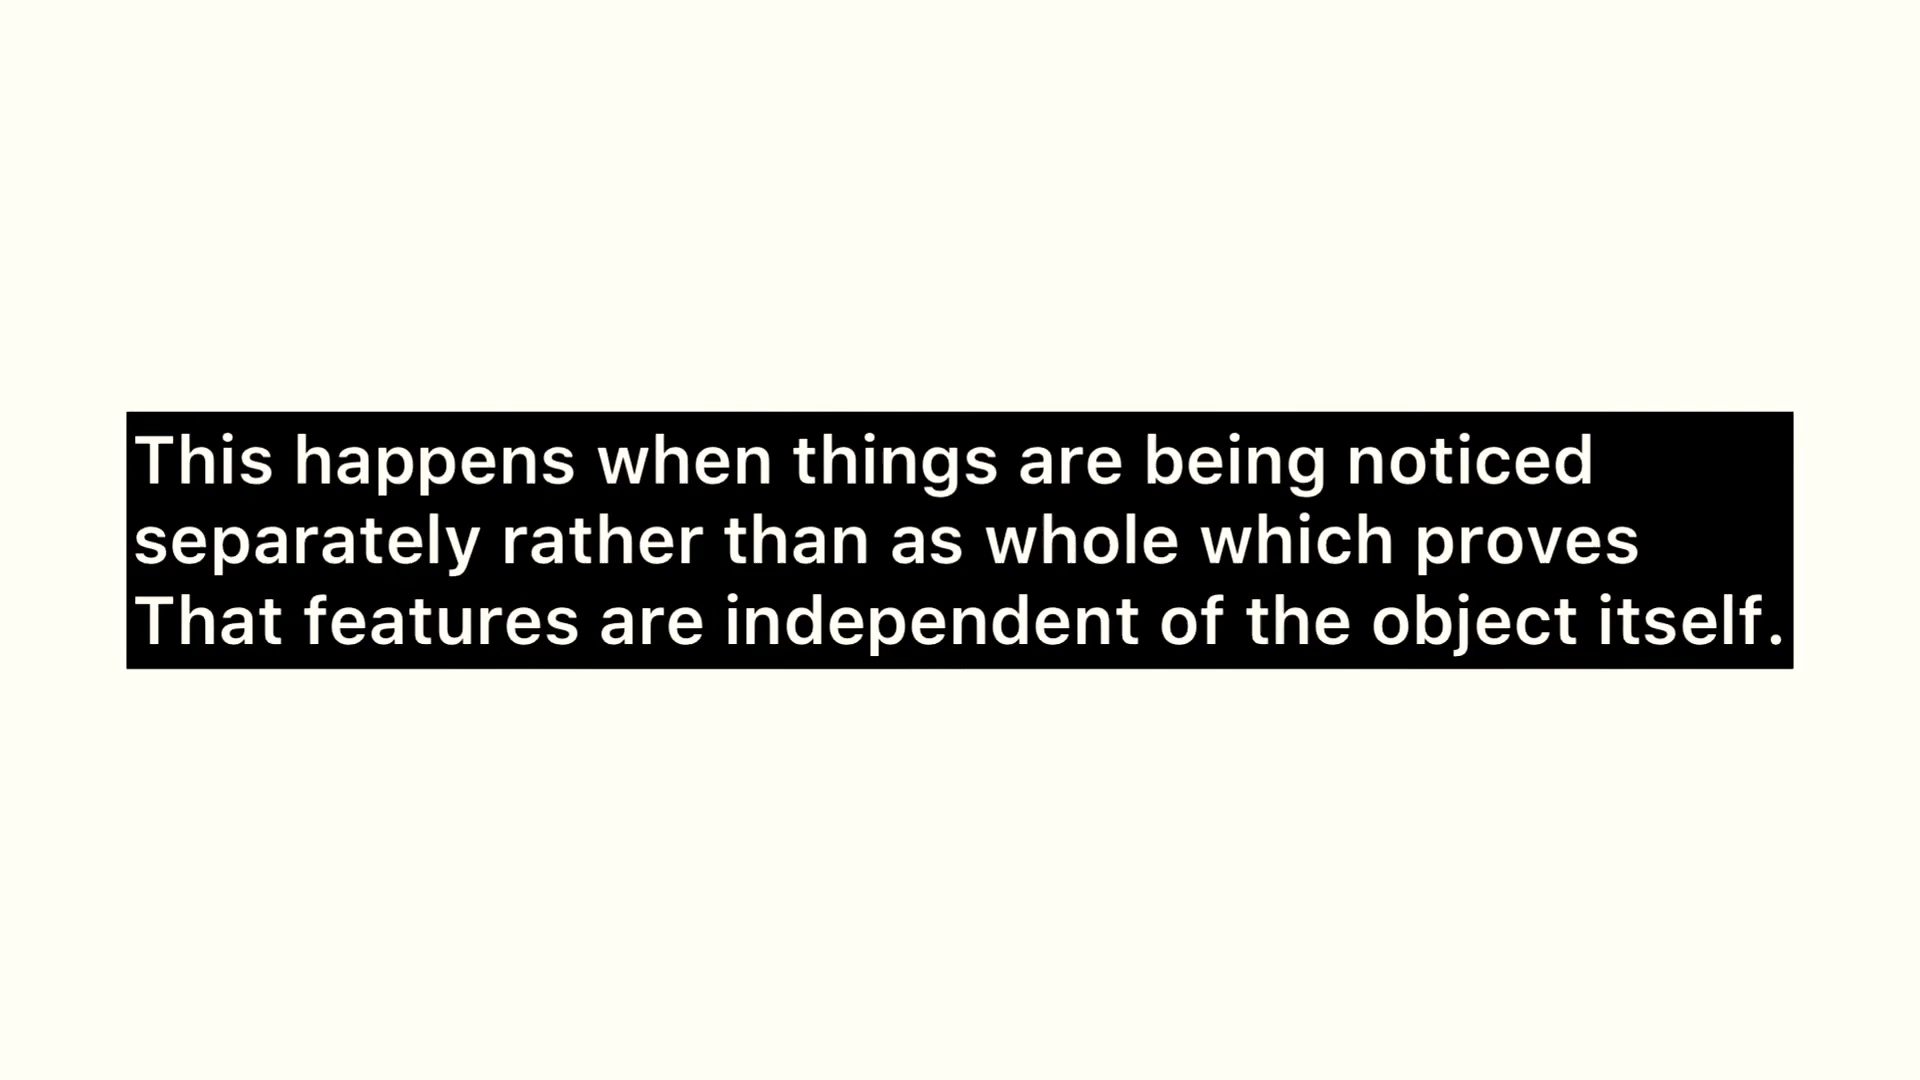 This happens when things are being noticed
separately rather than as whole which proves
That features are independent of the object itself.